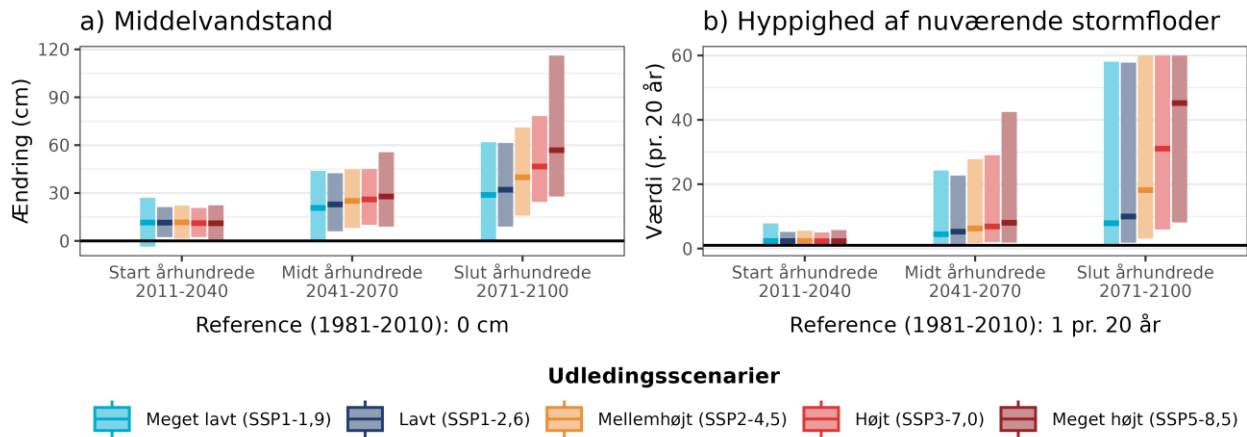 a) Middelvandstand
Ændring (cm)
120
90
60
30
0
Start århundrede
2011-2040
Midt århundrede
2041-2070
Slut århundrede
2071-2100
Reference (1981-2010): 0 cm
b) Hyppighed af nuværende stormfloder
Værdi (pr. 20 år)
60
40
20
0
Start århundrede
2011-2040
Midt århundrede
2041-2070
Slut århundrede
2071-2100
Reference (1981-2010): 1 pr. 20 år
Udledingsscenarier
Meget lavt (SSP1-1,9)
Lavt (SSP1-2,6)
Mellemhøjt (SSP2-4,5)
Højt (SSP3-7,0)
Meget højt (SSP5-8,5)